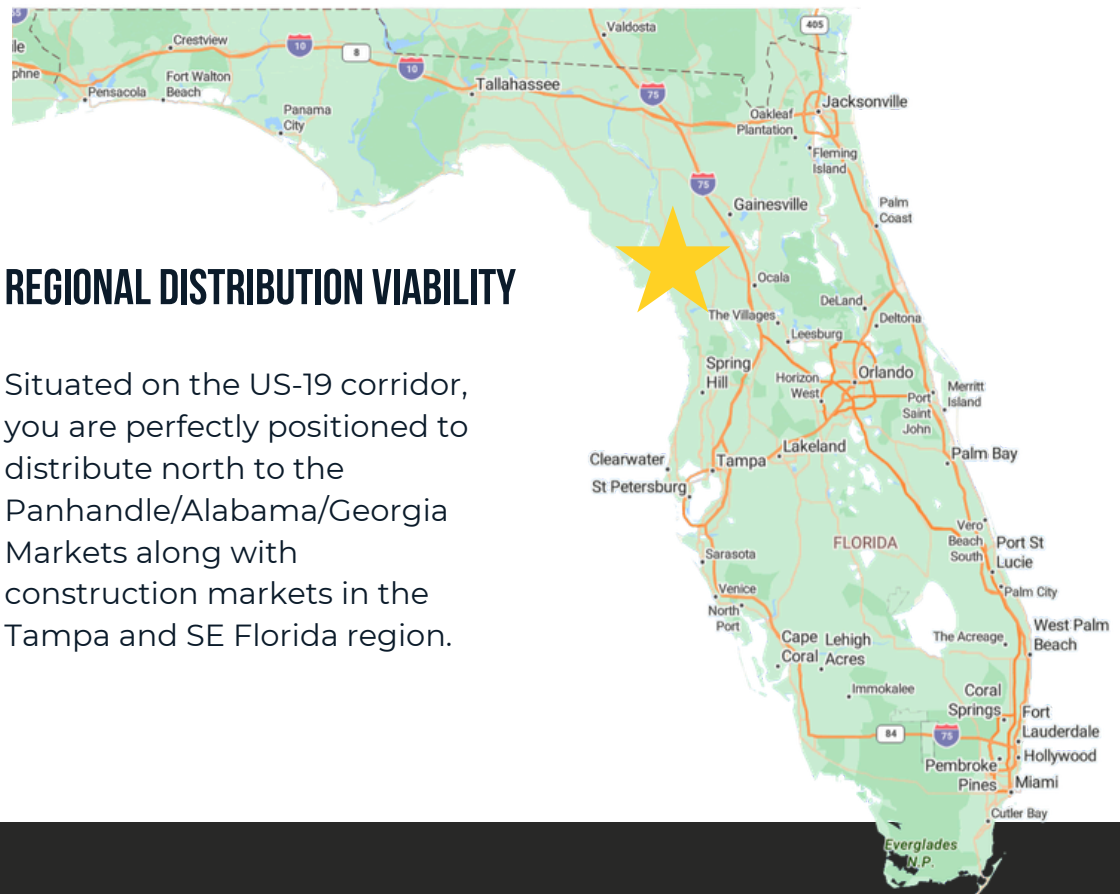 405
Valdosta
Crestview
le
10
8
10
phne
Fort Walton
Beach
Pensacola
Tallahassee
75
Jacksonville
Panama
City
Oakleaf
Plantation
Fleming
Island
75
Gainesville
Palm
Coast
REGIONAL DISTRIBUTION VIABILITY
Ocala
DeLand
The Villages
Deltona
Leesburg
Situated on the US-19 corridor,
you are perfectly positioned to
distribute north to the
Panhandle/Alabama/Georgia
Markets along with
construction markets in the
Tampa and SE Florida region.
Spring
Hill
Horizon
West
Orlando
Merritt
Island
Port
Saint
John
Lakeland
Palm Bay
Clearwater
Tampa
St Petersburg
FLORIDA
Vero
Beach
South
Port St
Lucie
Sarasota
Venice
North
Port
Palm City
Cape
Coral
Lehigh
Acres
The Acreage
West Palm
Beach
Immokalee
Coral
Springs
Fort
Lauderdale
84
75
Hollywood
Pembroke
Pines
Miami
Cutler Bay
Everglades
N.P.